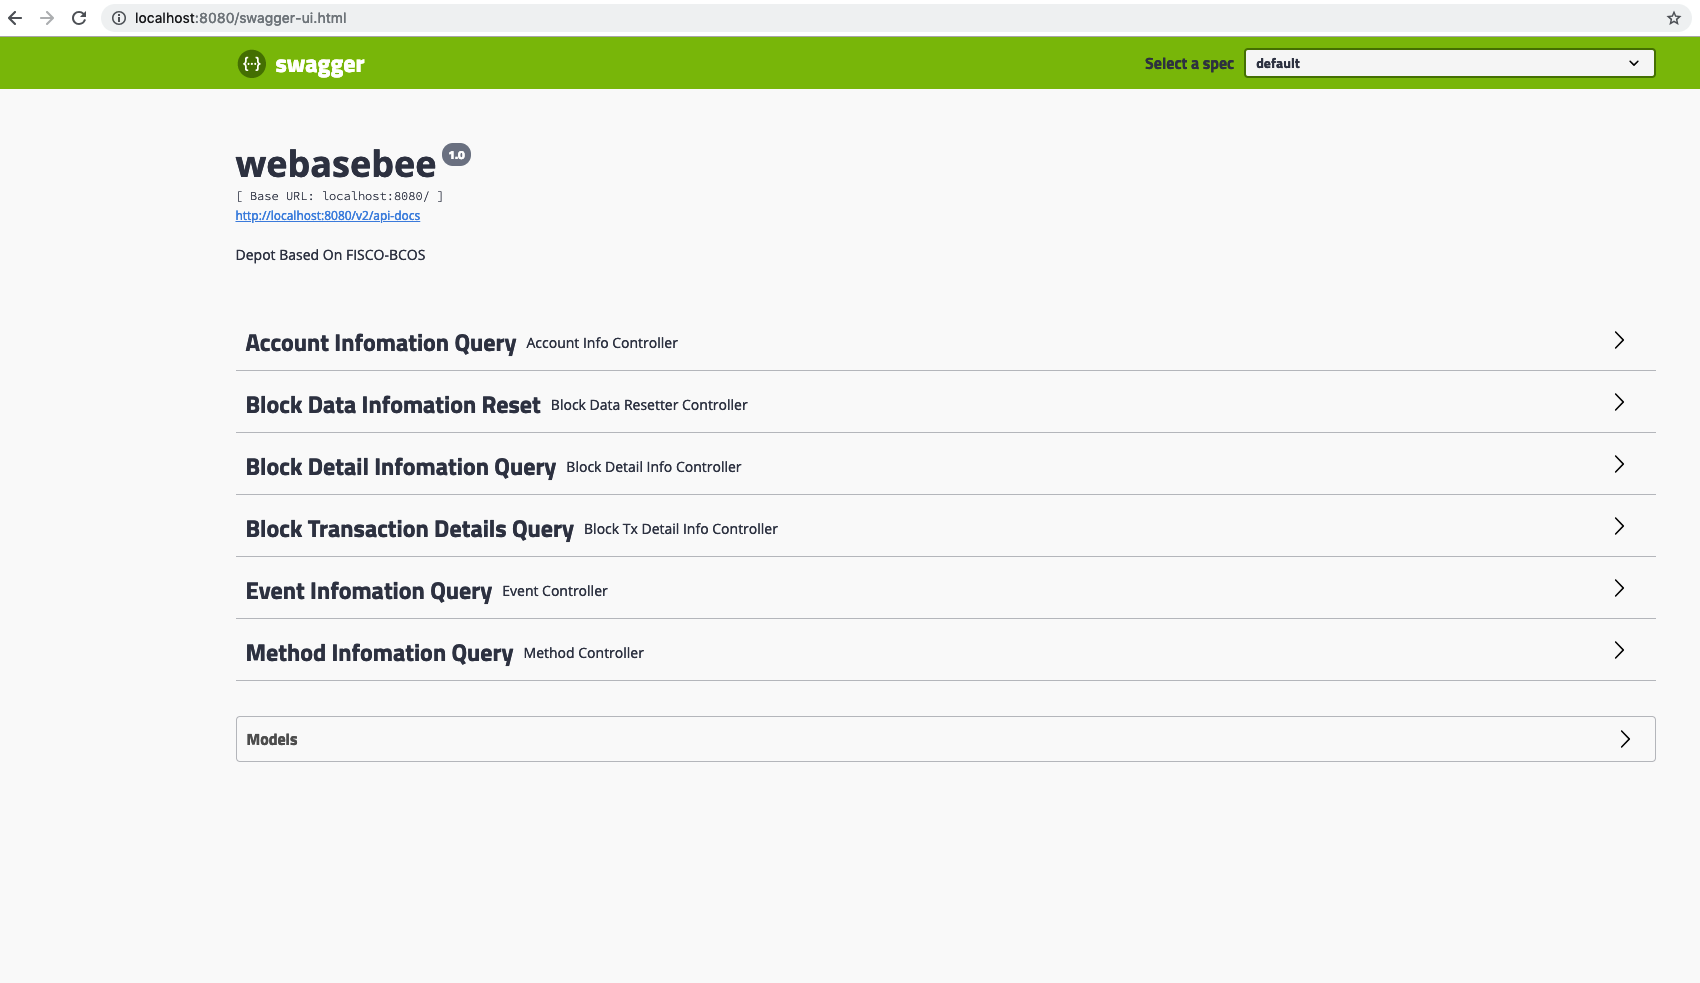 localhost:8080/swagger-ui.html
swagger
Select a spec default
webasebee 1.0
[ Base URL: localhost:8080/ ]
http://localhost:8080/v2/api-docs
Depot Based On FISCO-BCOS
Account Infomation Query Account Info Controller
Block Data Infomation Reset Block Data Resetter Controller
Block Detail Infomation Query Block Detail Info Controller
Block Transaction Details Query Block Tx Detail Info Controller
Event Infomation Query Event Controller
Method Infomation Query Method Controller
Models